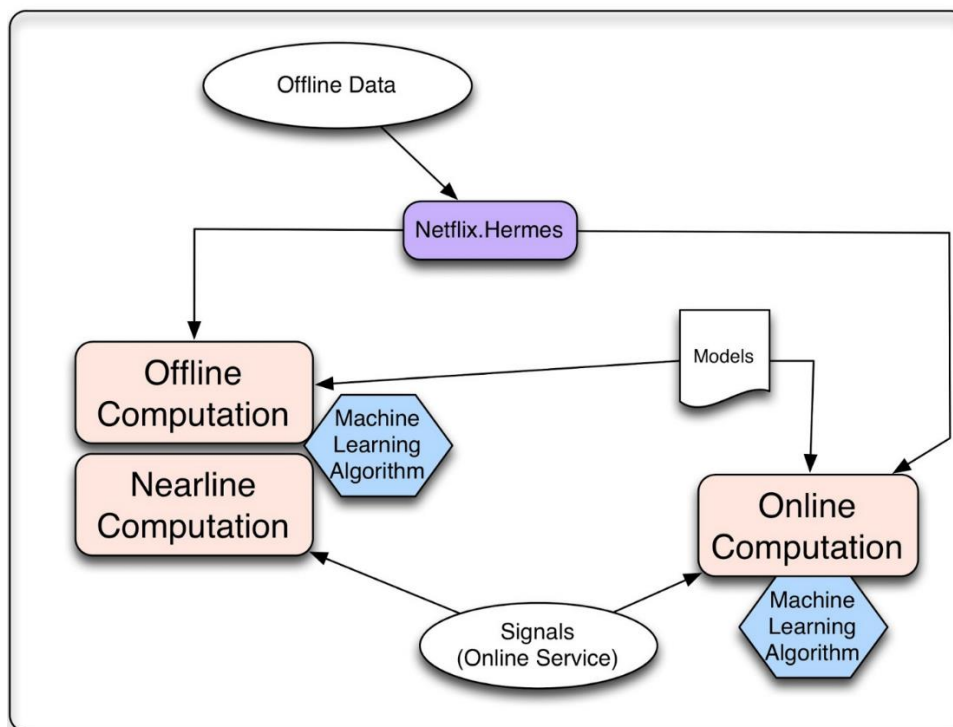 Offline Data
Netflix.Hermes
Offline
Computation
Models
Machine
Learning
Algorithm
Nearline
Computation
Online
Computation
Machine
Learning
Algorithm
Signals
(Online Service)